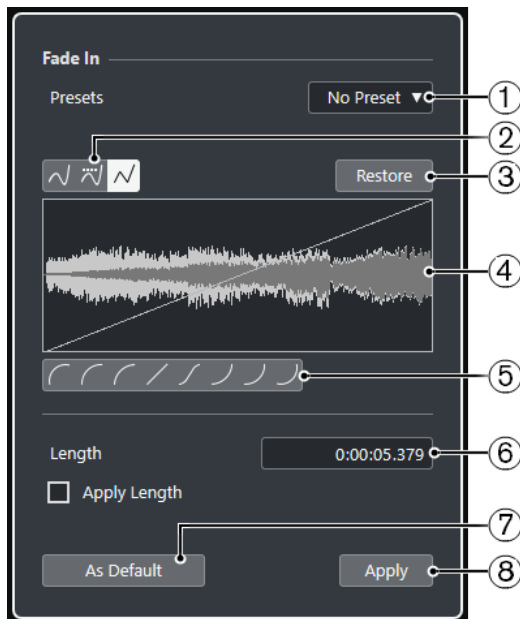 Fade In
Presets
No Preset ▼
①
②
Restore
③
④
⑤
Length
0:00:05.379
⑥
Apply Length
⑦
As Default
Apply
⑧